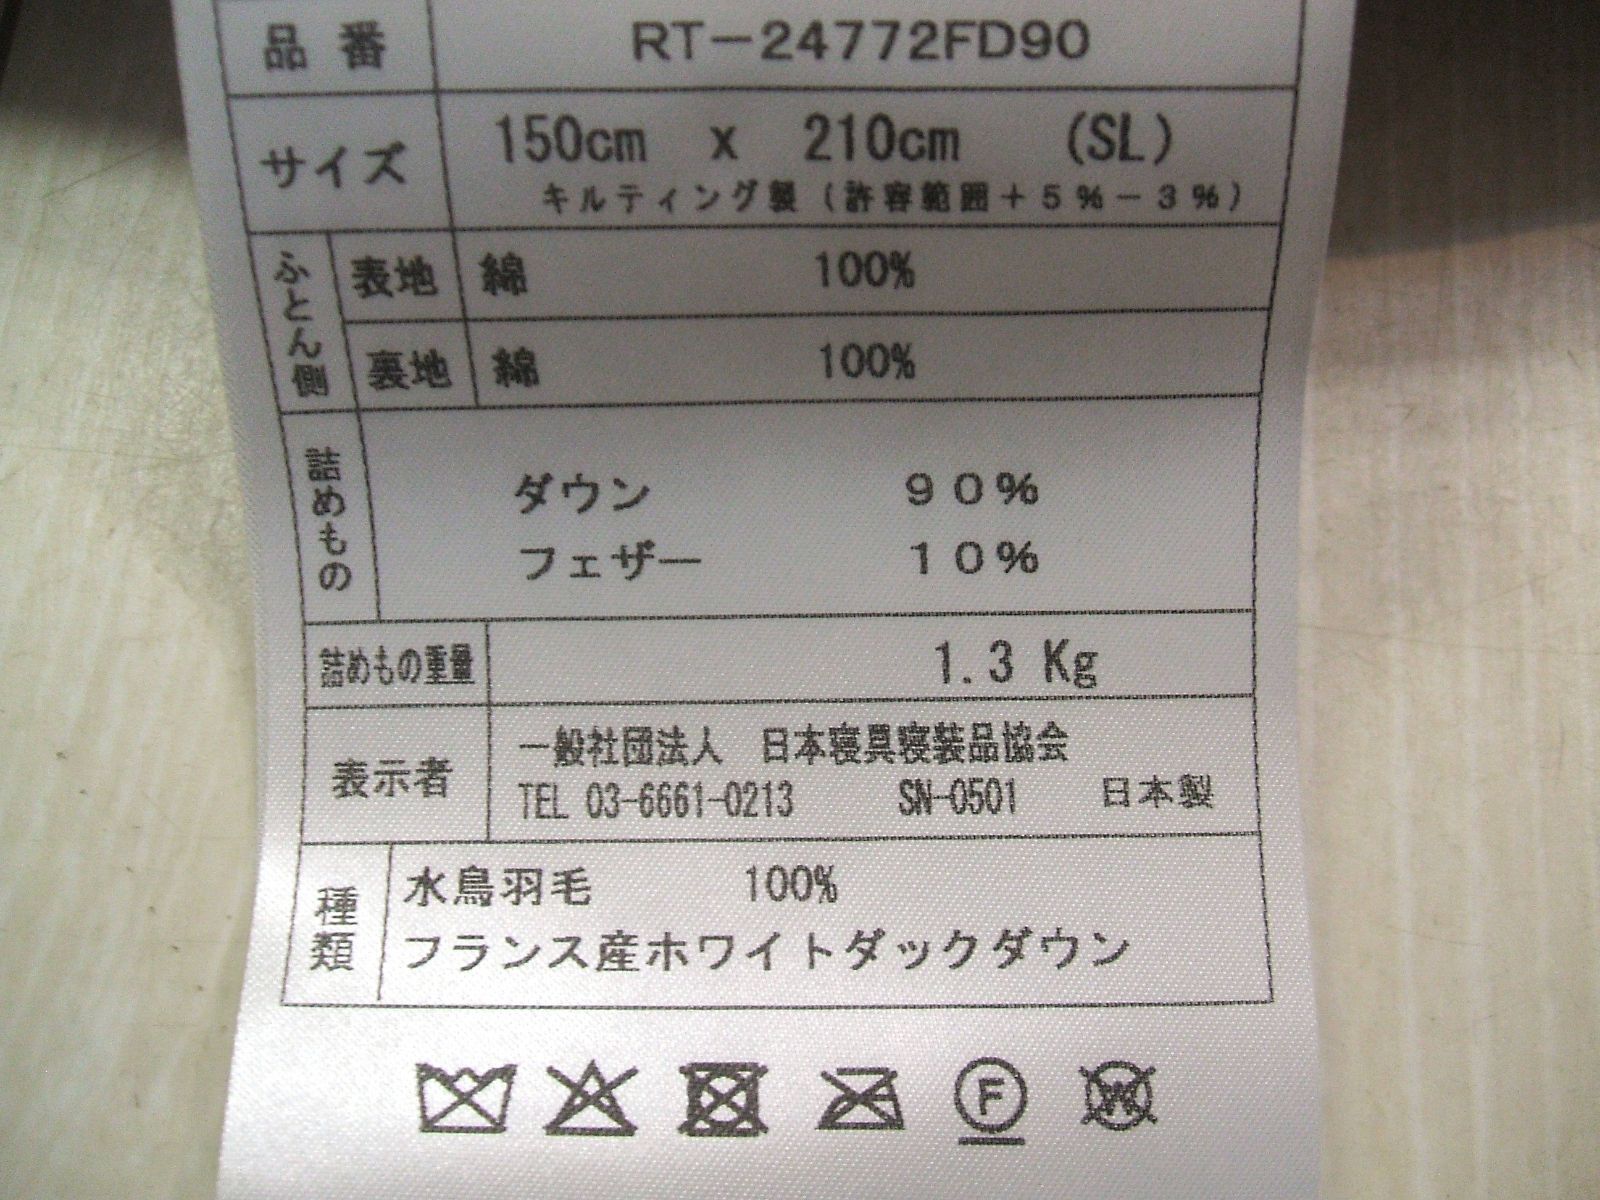 品番 RT-24772FD90
サイズ 150cm x 210cm (SL)
キルティング製（許容範囲＋５％－３％）
ふとん側 表地 綿 100%
裏地 綿 100%
詰めもの ダウン ９０％
フェザー １０％
詰めもの重量 1.3 Kg
表示者 一般社団法人 日本寝具寝装品協会
TEL 03-6661-0213 SN-0501 日本製
種類 水鳥羽毛 100%
フランス産ホワイトダックダウン
F W